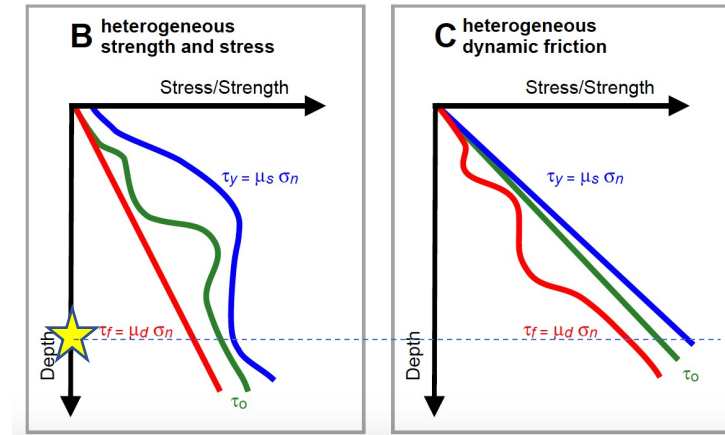 B heterogeneous
strength and stress
Stress/Strength
τy = μs σn
τf = μd σn
Depth
τo
C heterogeneous
dynamic friction
Stress/Strength
τy = μs σn
τf = μd σn
Depth
τo